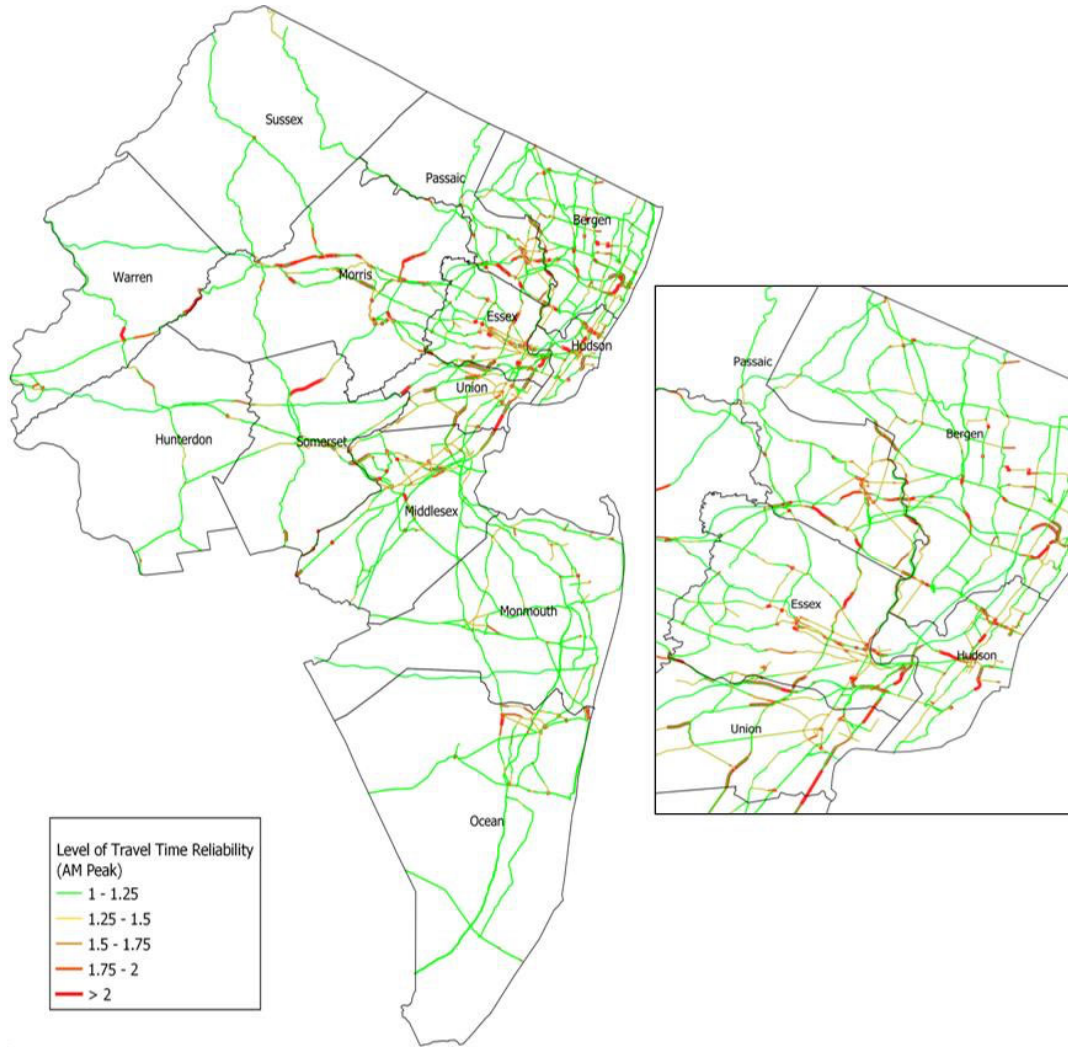 Sussex
Passaic
Bergen
Warren
Morris
Essex
Hudson
Union
Hunterdon
Somerset
Middlesex
Monmouth
Ocean
Passaic
Bergen
Essex
Hudson
Union
Level of Travel Time Reliability
(AM Peak)
1 - 1.25
1.25 - 1.5
1.5 - 1.75
1.75 - 2
> 2